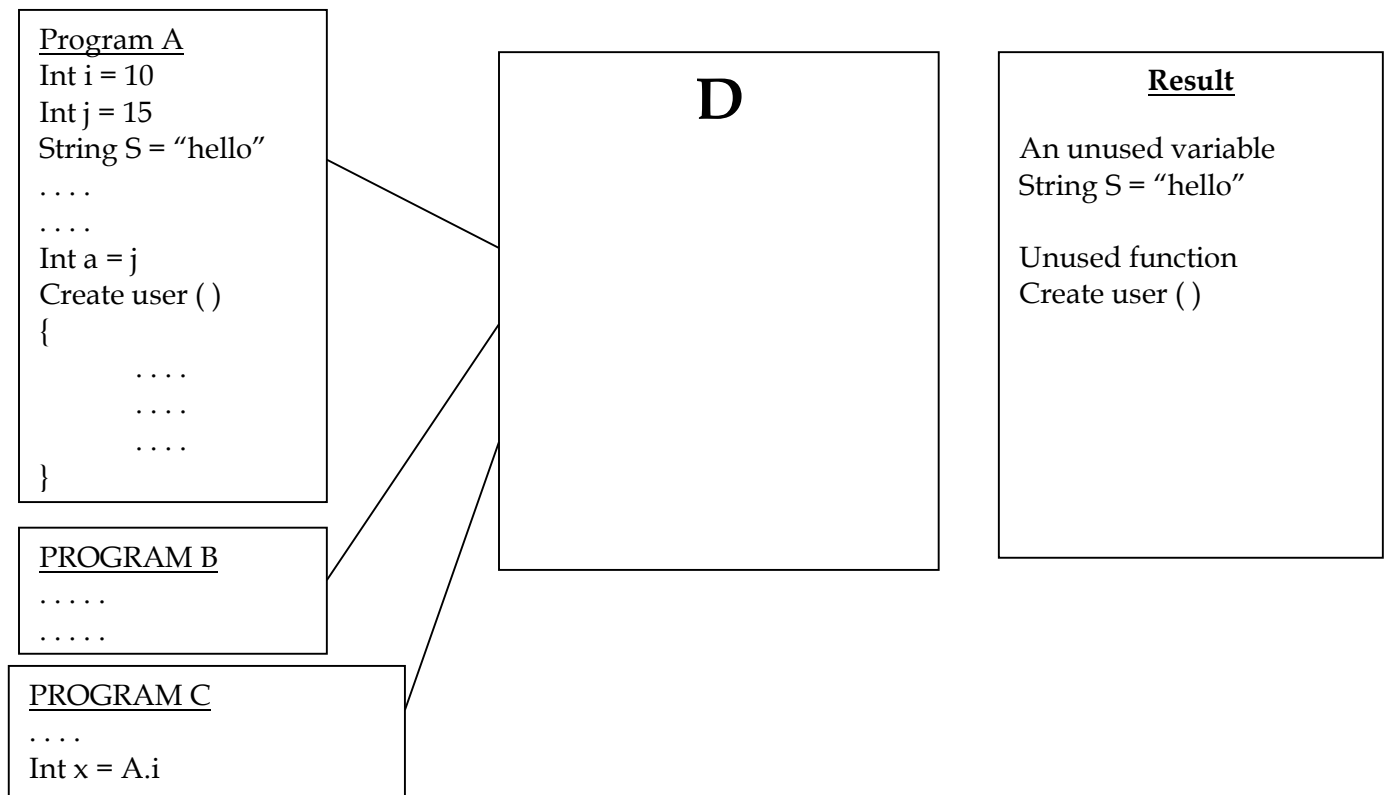 Program A
Int i = 10
Int j = 15
String S = “hello”
. . . .
. . . .
Int a = j
Create user ( )
{
. . . .
. . . .
. . . .
}
PROGRAM B
. . . . .
. . . . .
PROGRAM C
. . . .
Int x = A.i
D
Result
An unused variable
String S = “hello”
Unused function
Create user ( )